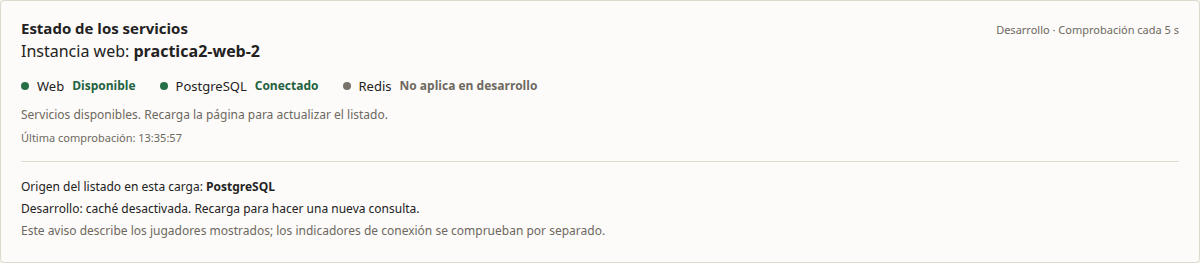 Estado de los servicios
Desarrollo · Comprobación cada 5 s
Instancia web: practica2-web-2
Web Disponible PostgreSQL Conectado Redis No aplica en desarrollo
Servicios disponibles. Recarga la página para actualizar el listado.
Última comprobación: 13:35:57
Origen del listado en esta carga: PostgreSQL
Desarrollo: caché desactivada. Recarga para hacer una nueva consulta.
Este aviso describe los jugadores mostrados; los indicadores de conexión se comprueban por separado.